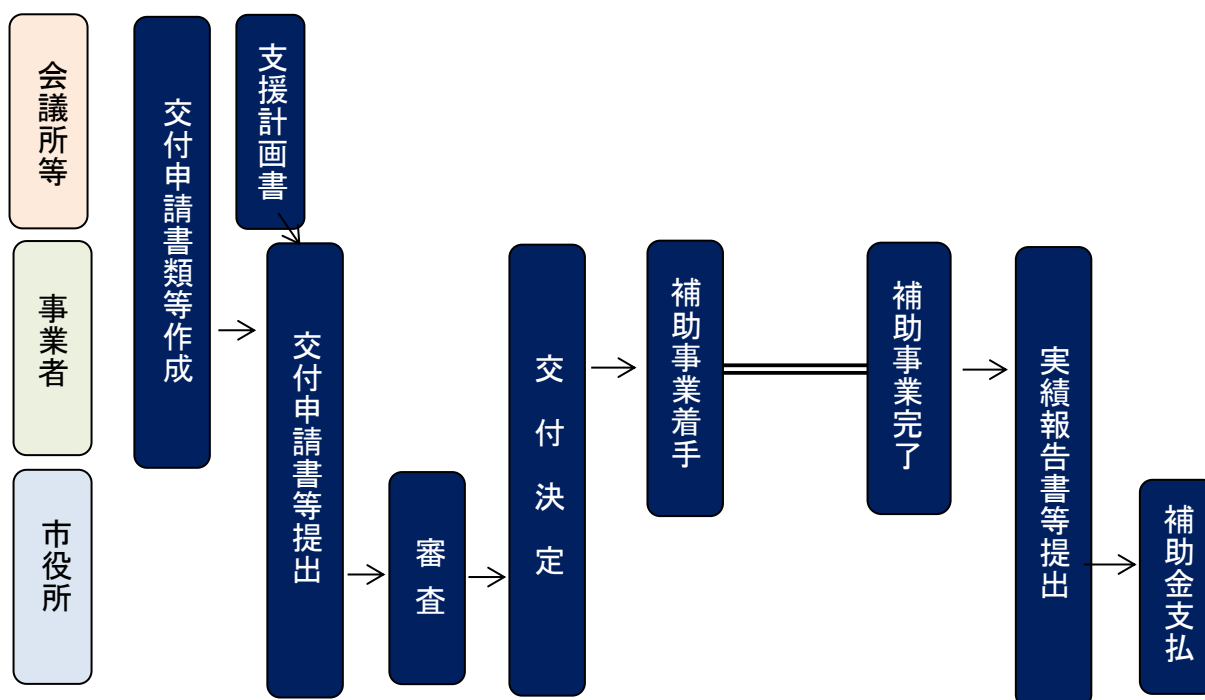 会議所等
事業者
市役所
交付申請書類等作成
支援計画書
交付申請書等提出
審査
交付決定
補助事業着手
補助事業完了
実績報告書等提出
補助金支払